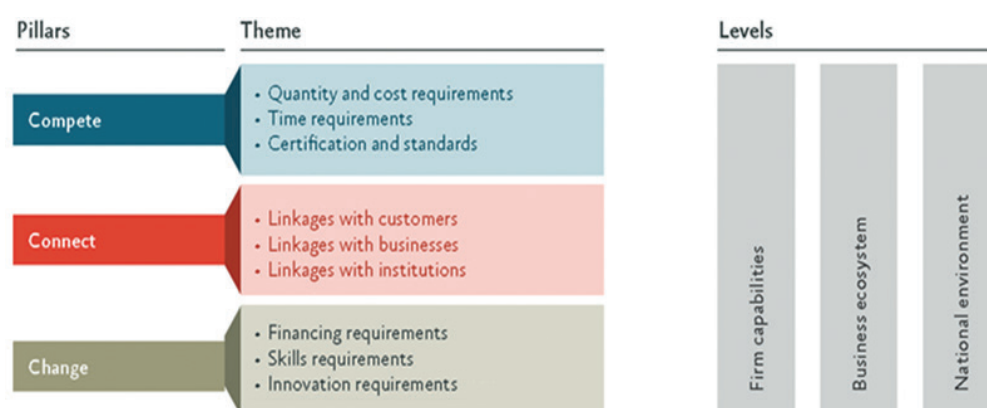 Pillars
Theme
Levels
Compete
• Quantity and cost requirements
• Time requirements
• Certification and standards
Connect
• Linkages with customers
• Linkages with businesses
• Linkages with institutions
Change
• Financing requirements
• Skills requirements
• Innovation requirements
Firm capabilities
Business ecosystem
National environment